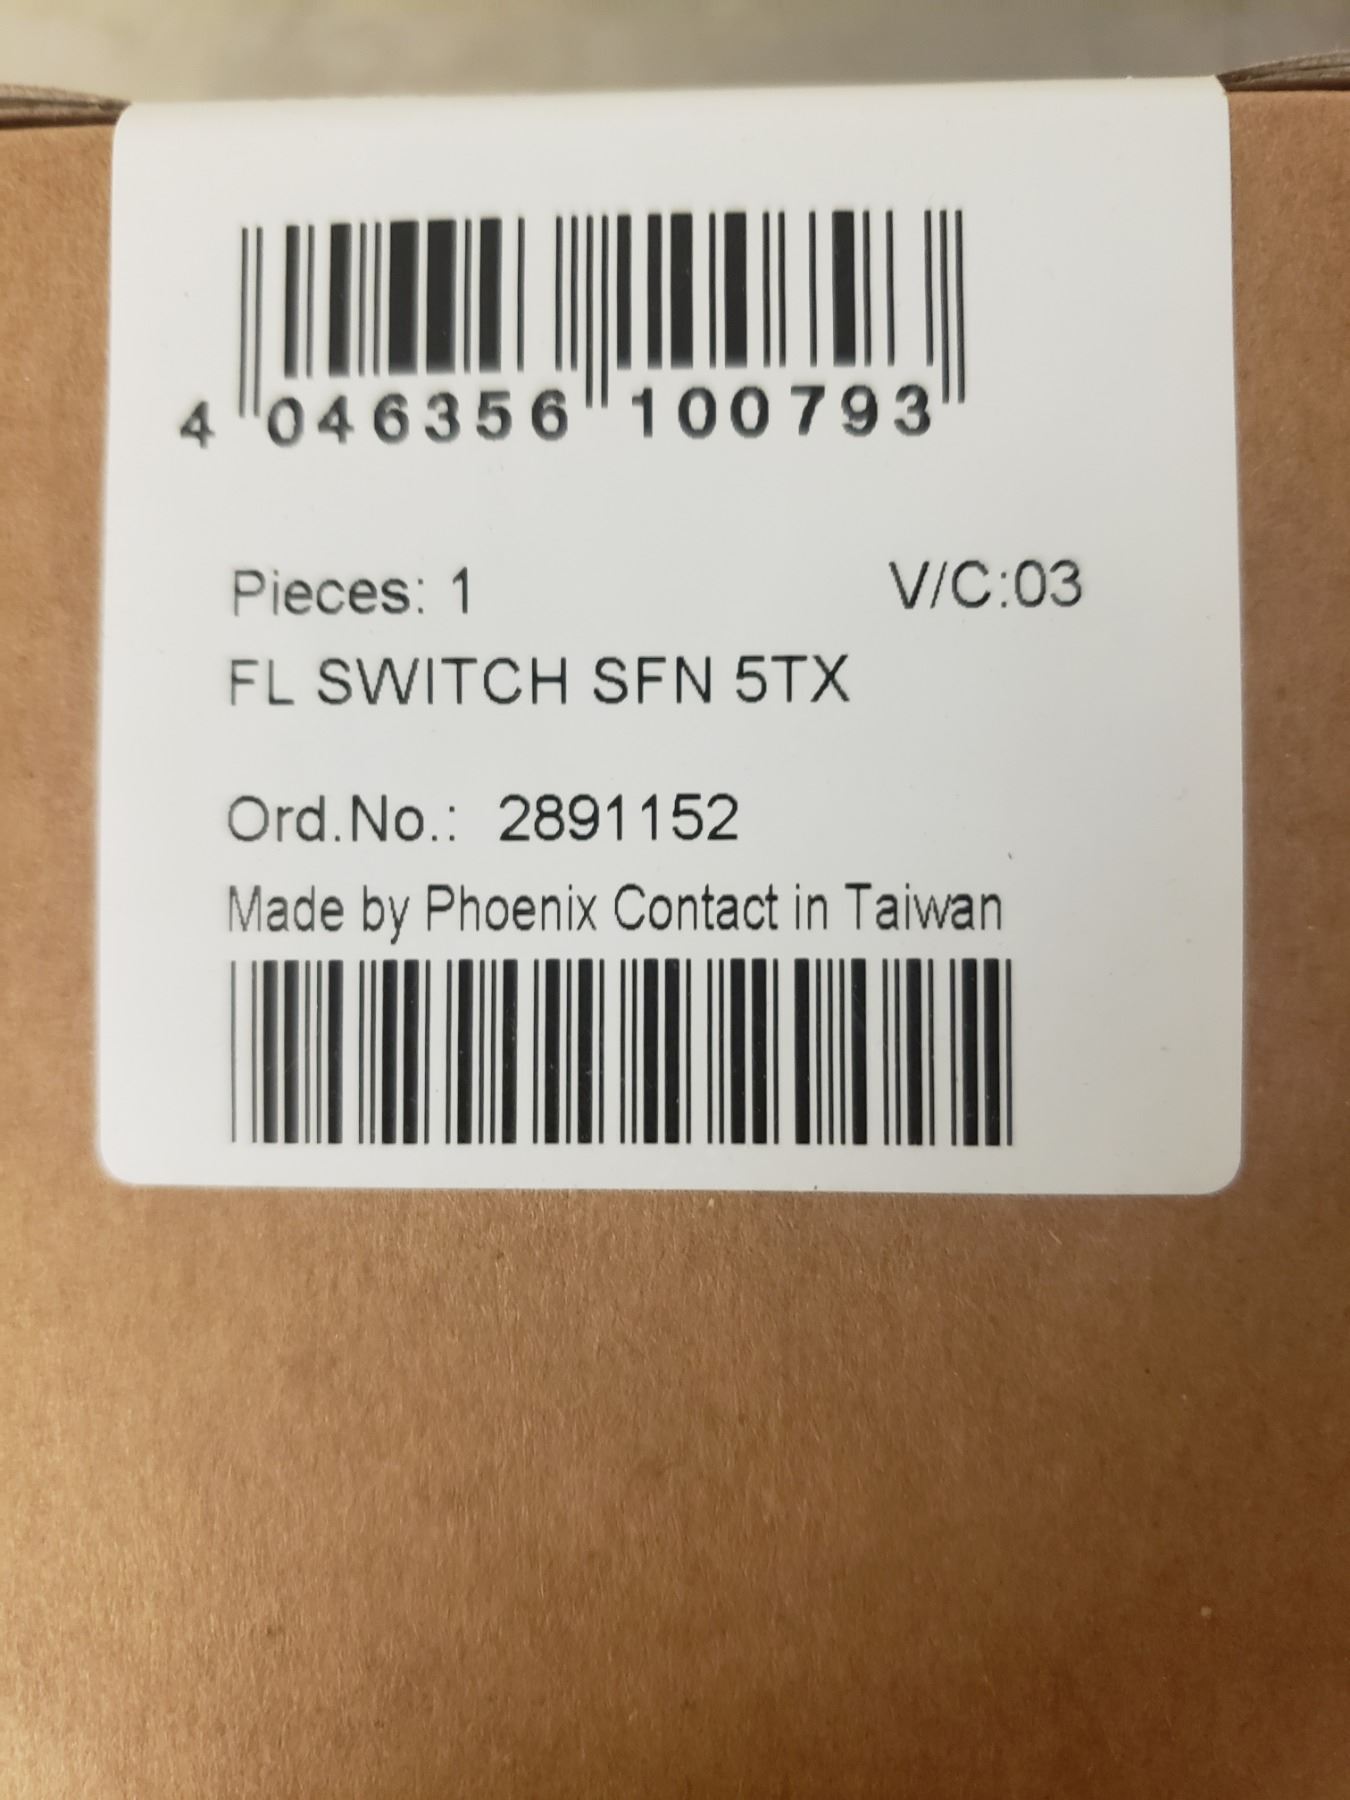 4 046356 100793
Pieces: 1 V/C:03
FL SWITCH SFN 5TX
Ord.No.: 2891152
Made by Phoenix Contact in Taiwan